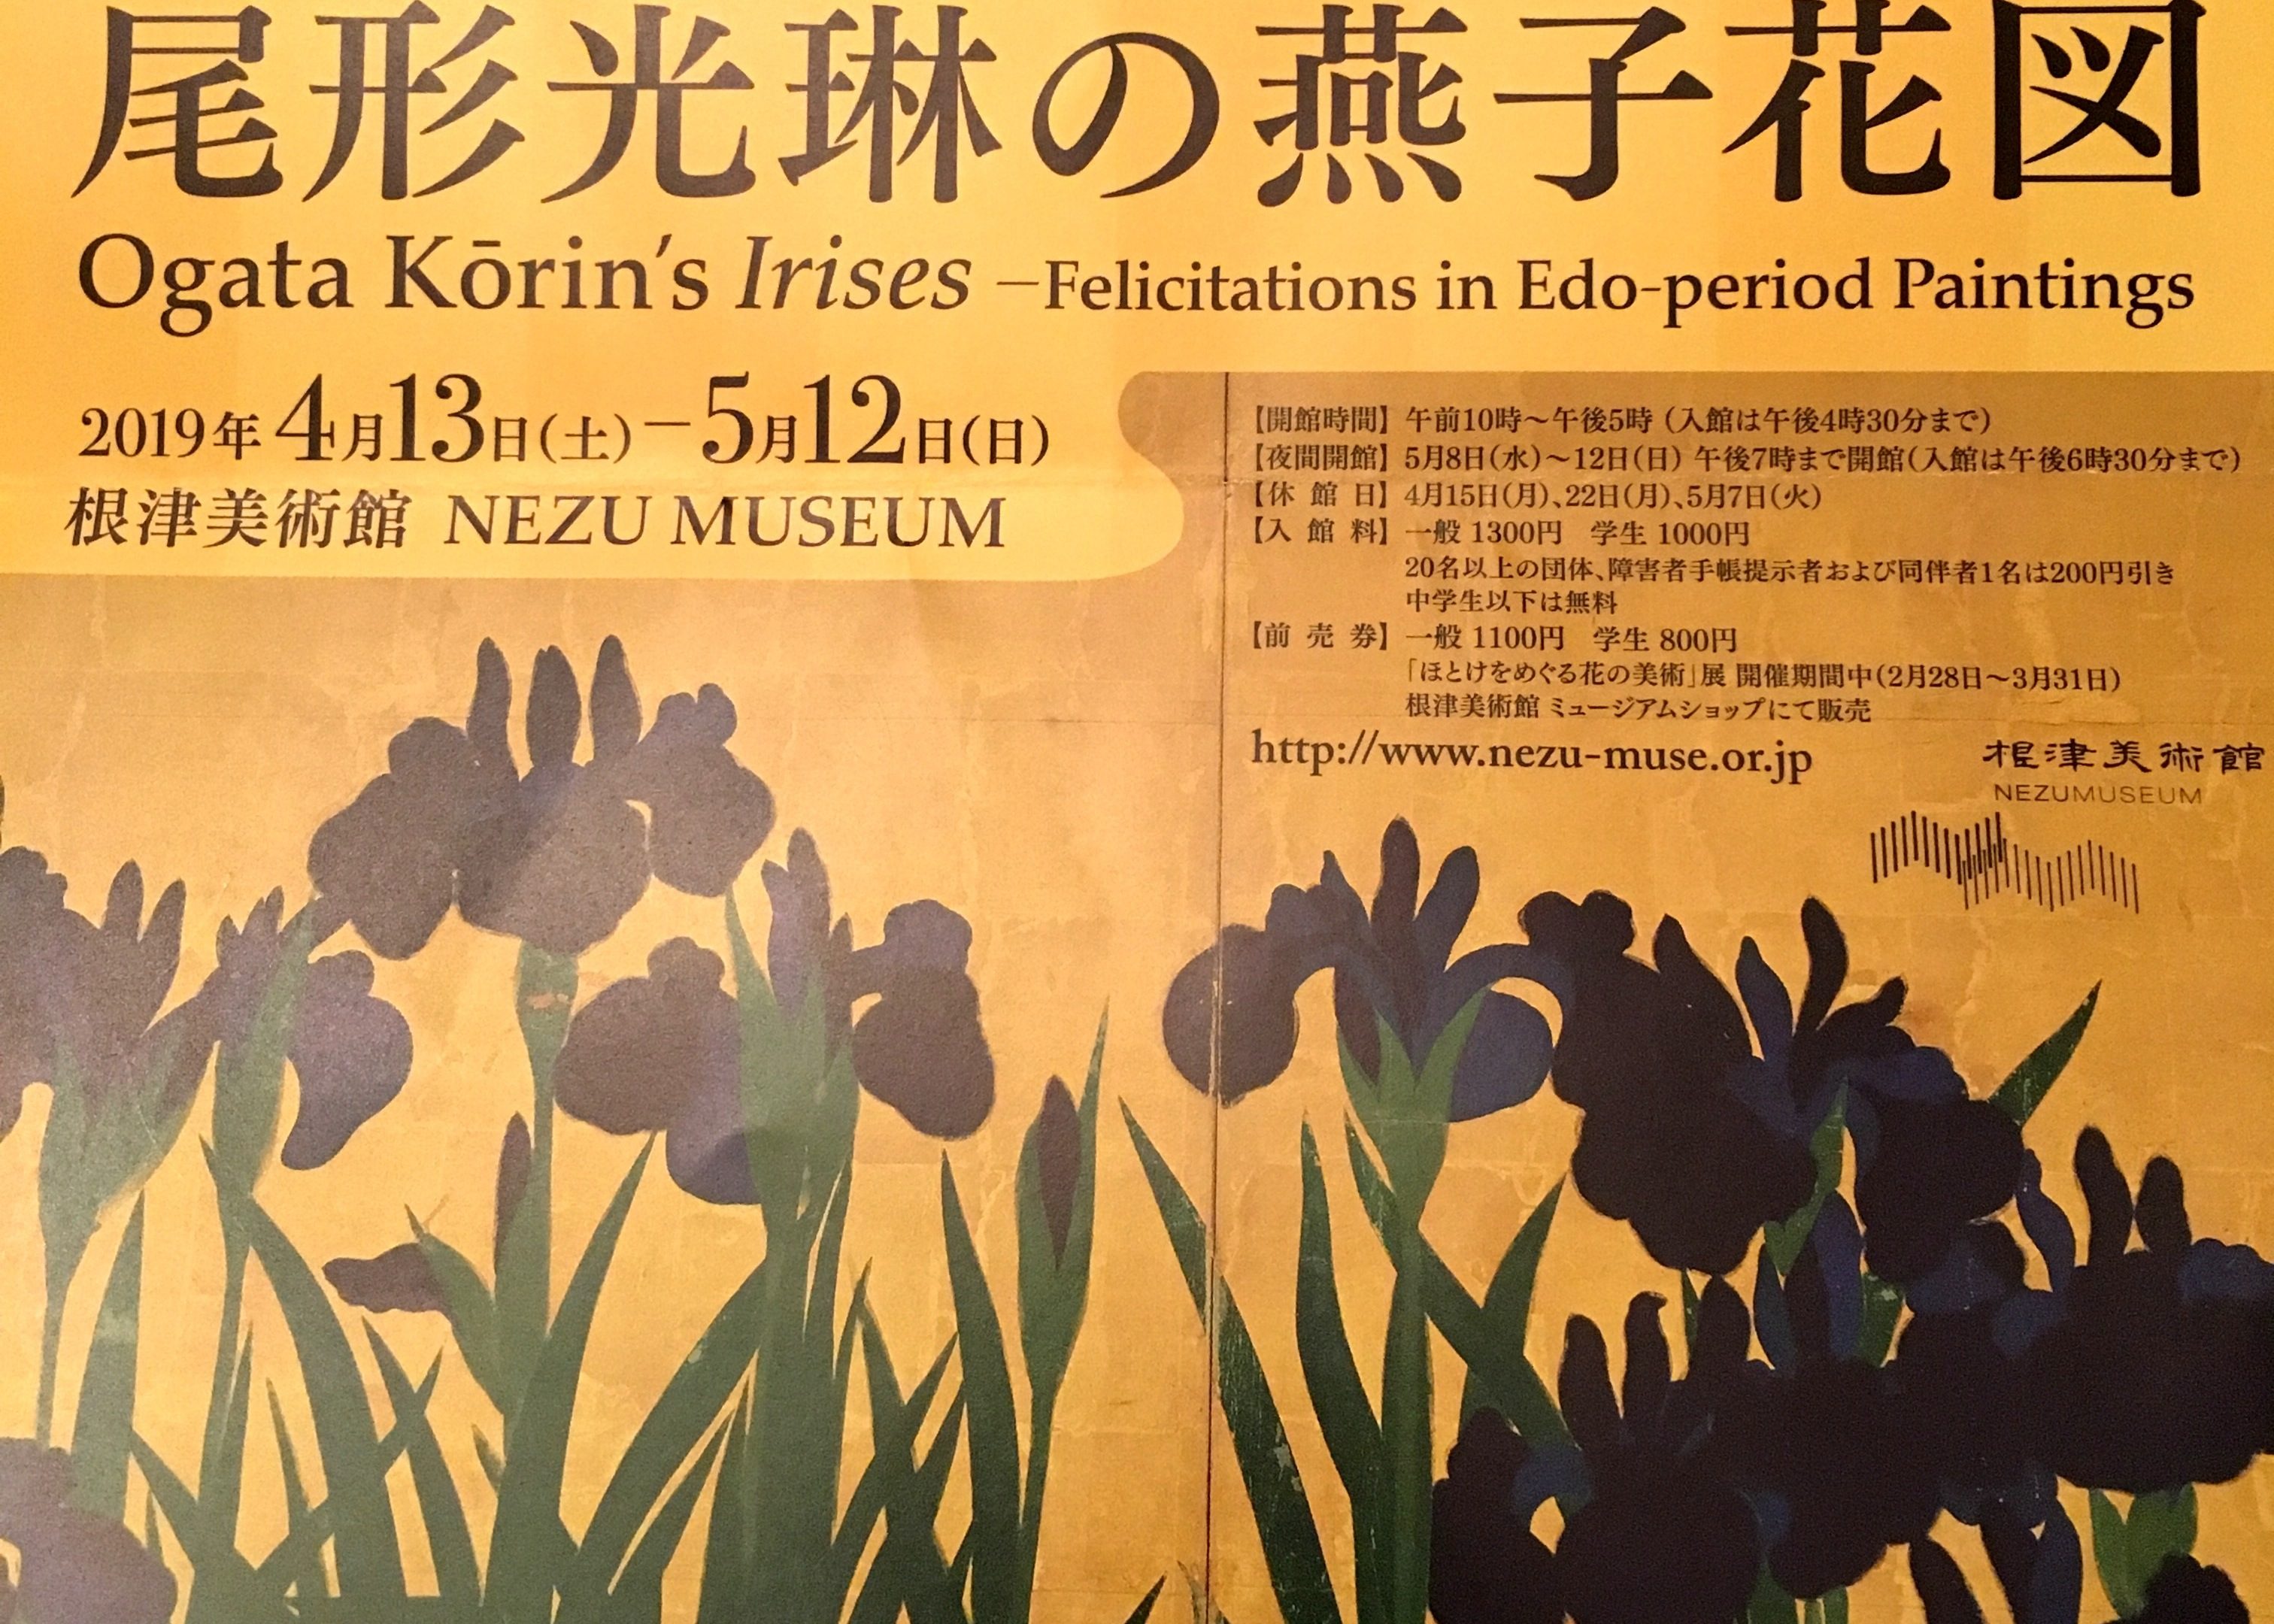 尾形光琳の燕子花図
Ogata Kōrin's Irises –Felicitations in Edo-period Paintings
2019年4月13日(土)–5月12日(日)
根津美術館 NEZU MUSEUM
【開館時間】午前10時〜午後5時（入館は午後4時30分まで）
【夜間開館】5月8日(水)〜12日(日) 午後7時まで開館(入館は午後6時30分まで)
【休館日】4月15日(月)、22日(月)、5月7日(火)
【入館料】一般 1300円　学生 1000円
20名以上の団体、障害者手帳提示者および同伴者1名は200円引き
中学生以下は無料
【前売券】一般 1100円　学生 800円
「ほとけをめぐる花の美術」展 開催期間中(2月28日〜3月31日)
根津美術館 ミュージアムショップにて販売
http://www.nezu-muse.or.jp
根津美術館
NEZUMUSEUM